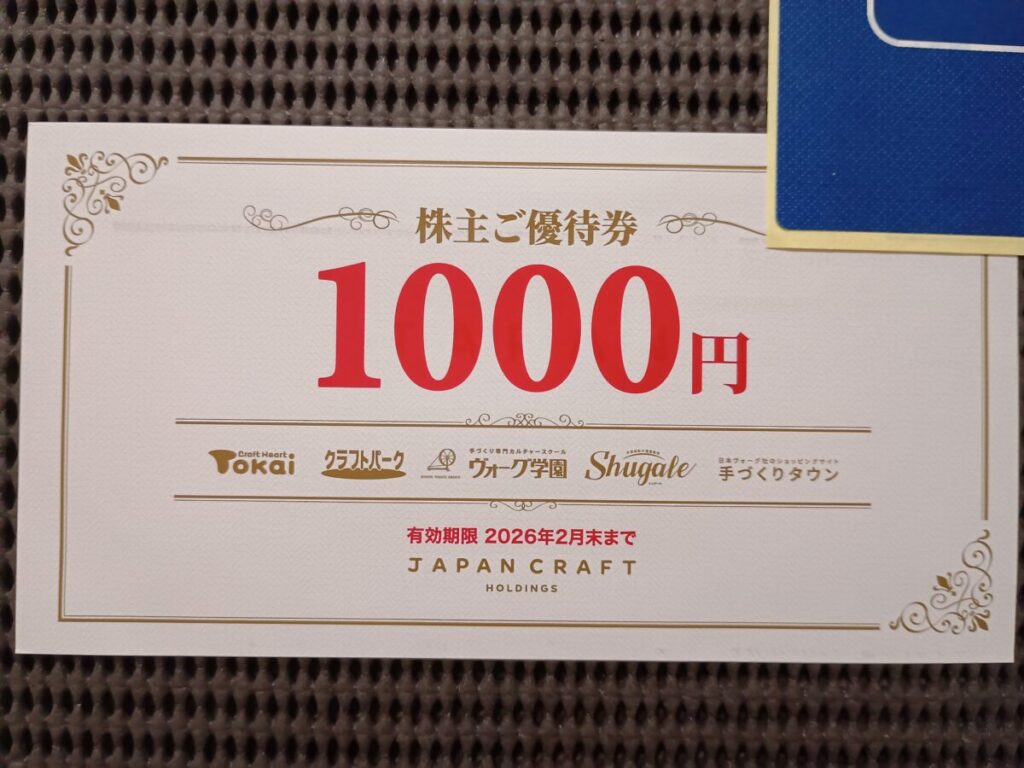 株主ご優待券
1000円
Craft Heart
Tokai
クラフトパーク
手づくり専門カルチャースクール
ヴォーグ学園
Shugale
日本ヴォーグ社のショッピングサイト
手づくりタウン
有効期限 2026年2月末まで
JAPAN CRAFT
HOLDINGS